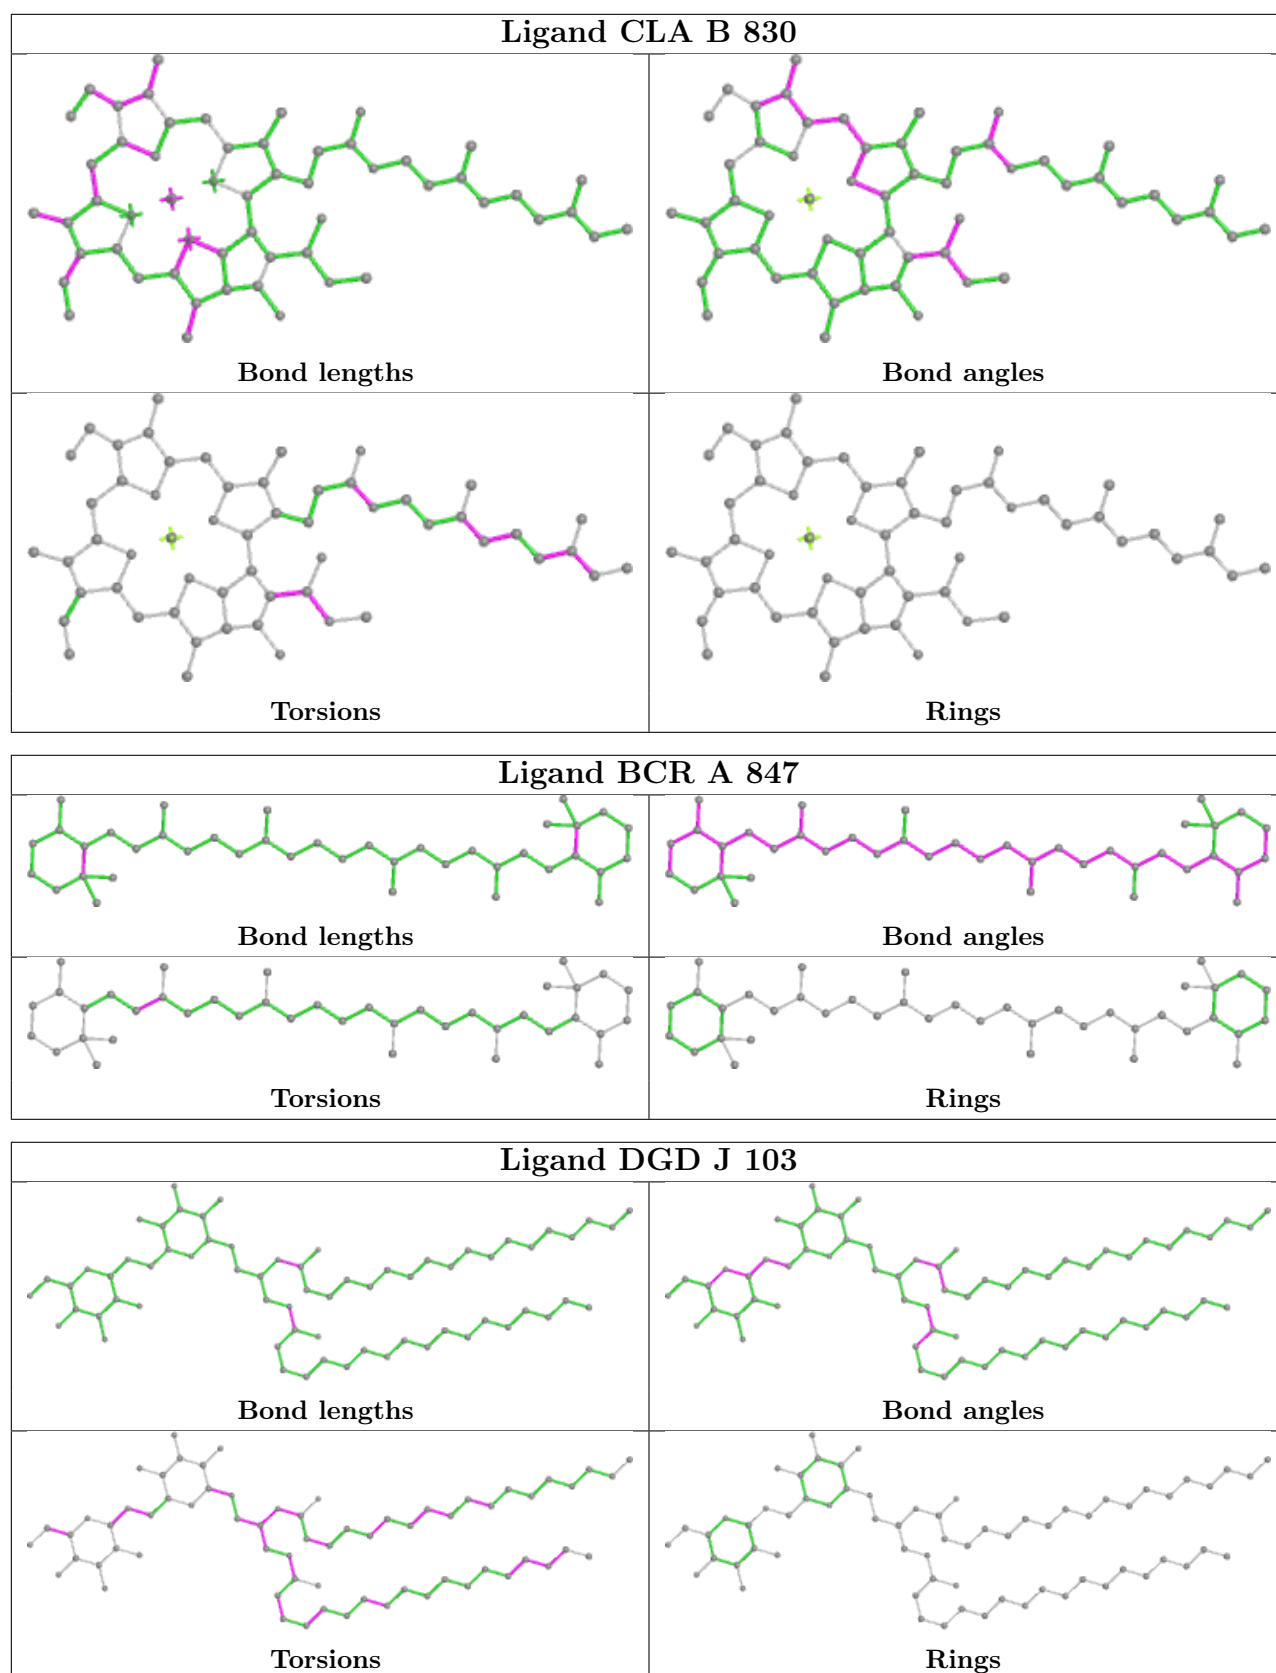 Ligand CLA B 830
Bond lengths
Bond angles
Torsions
Rings
Ligand BCR A 847
Bond lengths
Bond angles
Torsions
Rings
Ligand DGD J 103
Bond lengths
Bond angles
Torsions
Rings